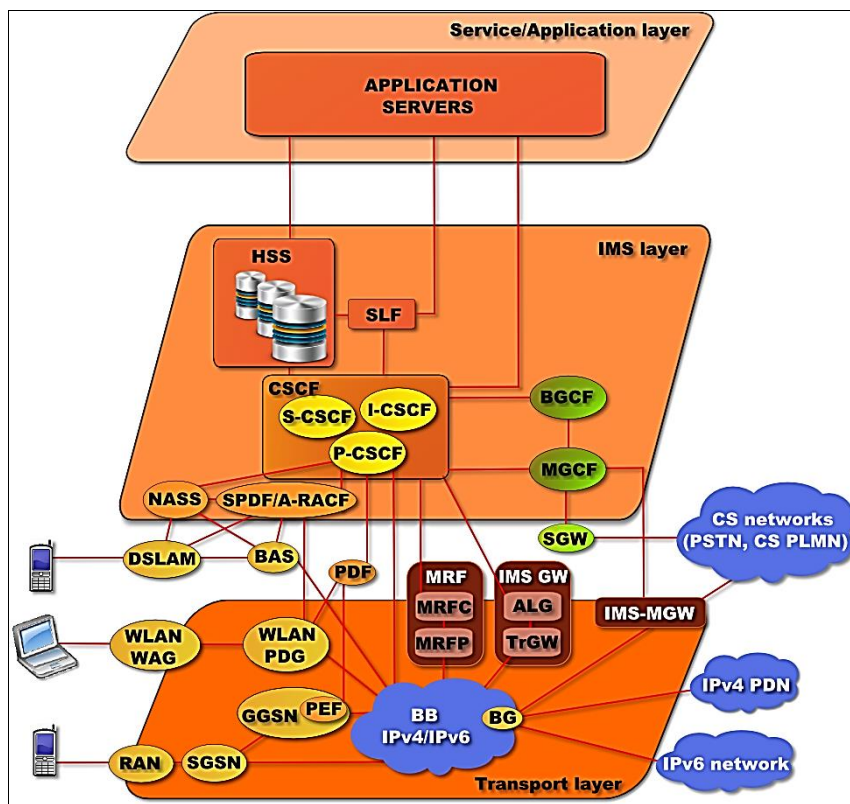 Service/Application layer
APPLICATION
SERVERS
IMS layer
HSS
SLF
CSCF
S-CSCF
I-CSCF
P-CSCF
BGCF
MGCF
SGW
NASS
SPDF/A-RACF
CS networks
(PSTN, CS PLMN)
DSLAM
BAS
PDF
MRF
MRFC
MRFP
IMS GW
ALG
TrGW
IMS-MGW
WLAN
WAG
WLAN
PDG
GGSN
PEF
BB
IPv4/IPv6
BG
IPv4 PDN
IPv6 network
RAN
SGSN
Transport layer